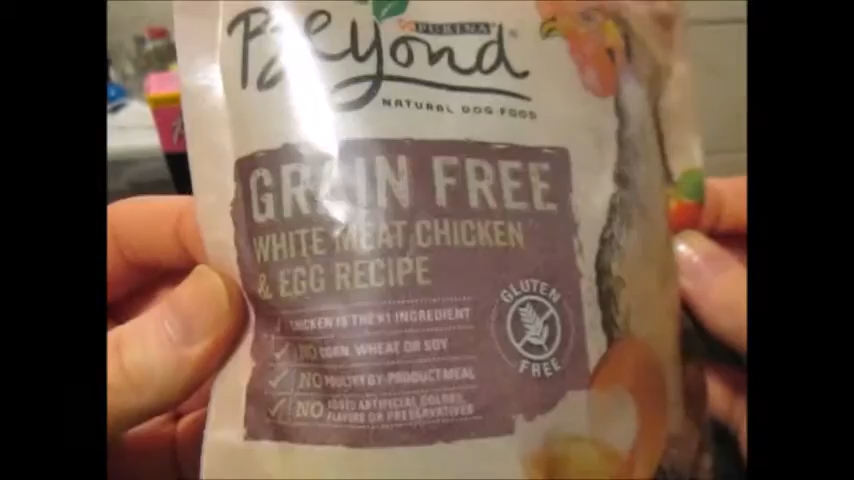 PURINA
Beyond
NATURAL DOG FOOD
GRAIN FREE
WHITE MEAT CHICKEN
& EGG RECIPE
CHICKEN IS THE #1 INGREDIENT
NO CORN, WHEAT OR SOY
NO POULTRY BY-PRODUCT MEAL
NO ADDED ARTIFICIAL COLORS,
FLAVORS OR PRESERVATIVES
GLUTEN
FREE